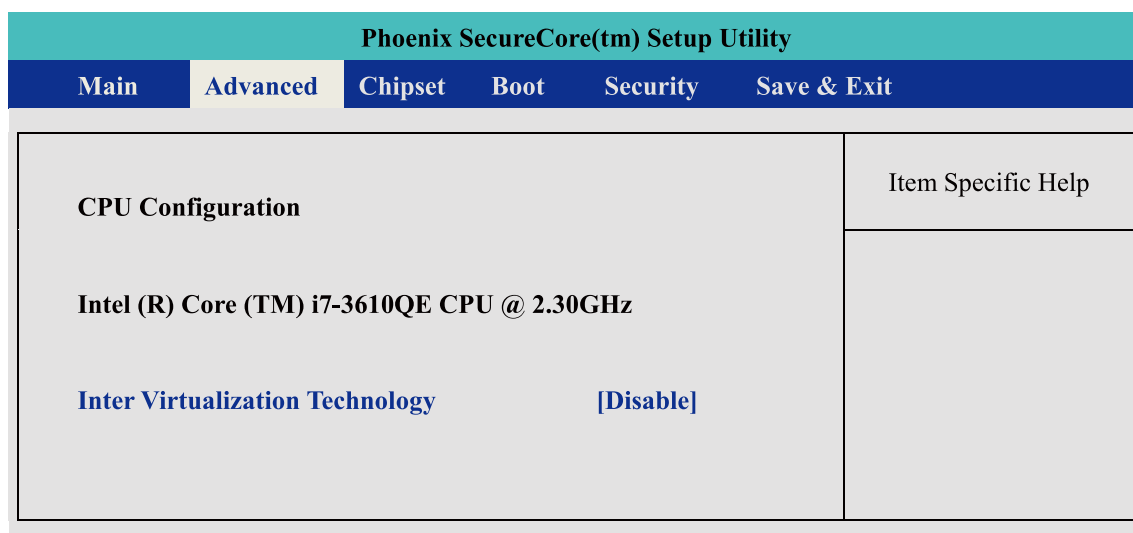 Phoenix SecureCore(tm) Setup Utility
Main Advanced Chipset Boot Security Save & Exit
Item Specific Help
CPU Configuration
Intel (R) Core (TM) i7-3610QE CPU @ 2.30GHz
Inter Virtualization Technology [Disable]